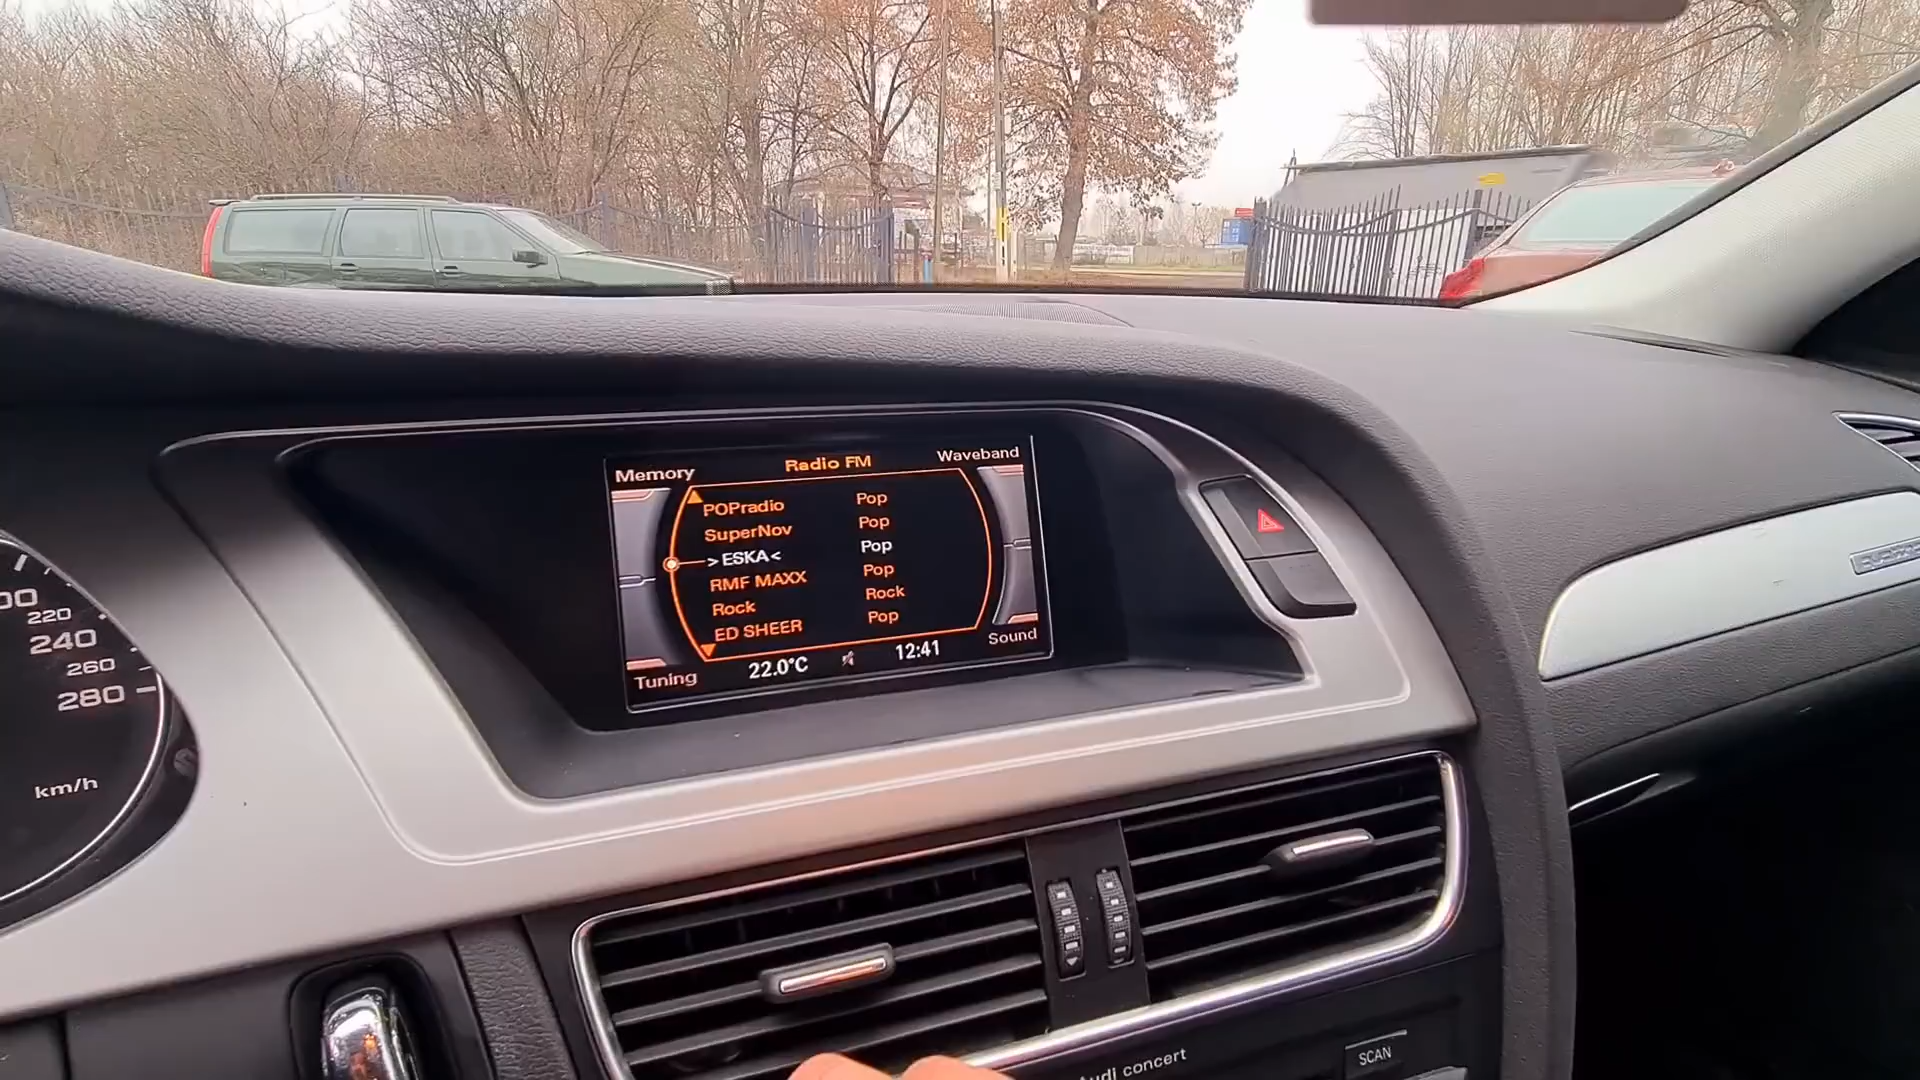 Memory
Radio FM
Waveband
POPradio Pop
SuperNov Pop
>ESKA< Pop
RMF MAXX Pop
Rock Rock
ED SHEER Pop
Tuning
22.0°C
12:41
Sound
220
240
260
280
km/h
concert
SCAN